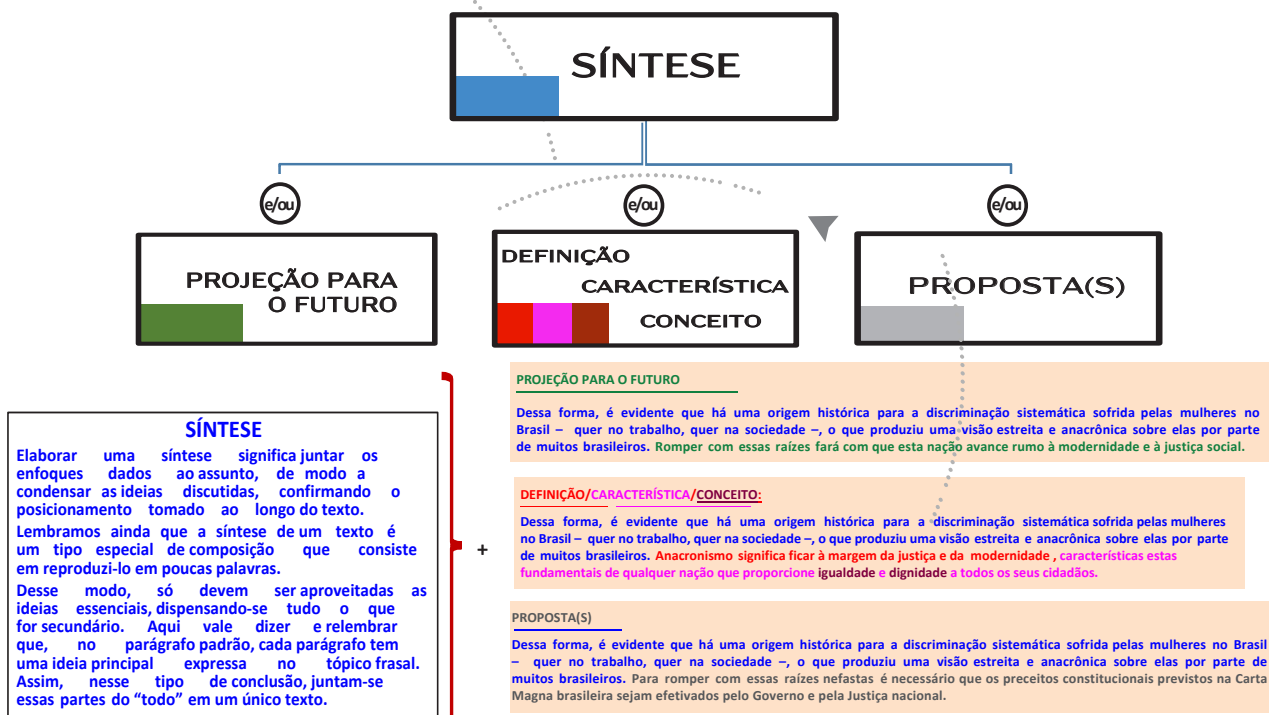 SÍNTESE
e/ou
e/ou
e/ou
PROJEÇÃO PARA
O FUTURO
DEFINIÇÃO
CARACTERÍSTICA
CONCEITO
PROPOSTA(S)
SÍNTESE
Elaborar uma síntese significa juntar os
enfoques dados ao assunto, de modo a
condensar as ideias discutidas, confirmando o
posicionamento tomado ao longo do texto.
Lembramos ainda que a síntese de um texto é
um tipo especial de composição que consiste
em reproduzi-lo em poucas palavras.
Desse modo, só devem ser aproveitadas as
ideias essenciais, dispensando-se tudo o que
for secundário. Aqui vale dizer e relembrar
que, no parágrafo padrão, cada parágrafo tem
uma ideia principal expressa no tópico frasal.
Assim, nesse tipo de conclusão, juntam-se
essas partes do “todo” em um único texto.
+
PROJEÇÃO PARA O FUTURO
Dessa forma, é evidente que há uma origem histórica para a discriminação sistemática sofrida pelas mulheres no
Brasil – quer no trabalho, quer na sociedade –, o que produziu uma visão estreita e anacrônica sobre elas por parte
de muitos brasileiros. Romper com essas raízes fará com que esta nação avance rumo à modernidade e à justiça social.
DEFINIÇÃO/CARACTERÍSTICA/CONCEITO:
Dessa forma, é evidente que há uma origem histórica para a discriminação sistemática sofrida pelas mulheres
no Brasil – quer no trabalho, quer na sociedade –, o que produziu uma visão estreita e anacrônica sobre elas por parte
de muitos brasileiros. Anacronismo significa ficar à margem da justiça e da modernidade , características estas
fundamentais de qualquer nação que proporcione igualdade e dignidade a todos os seus cidadãos.
PROPOSTA(S)
Dessa forma, é evidente que há uma origem histórica para a discriminação sistemática sofrida pelas mulheres no Brasil
– quer no trabalho, quer na sociedade –, o que produziu uma visão estreita e anacrônica sobre elas por parte de
muitos brasileiros. Para romper com essas raízes nefastas é necessário que os preceitos constitucionais previstos na Carta
Magna brasileira sejam efetivados pelo Governo e pela Justiça nacional.